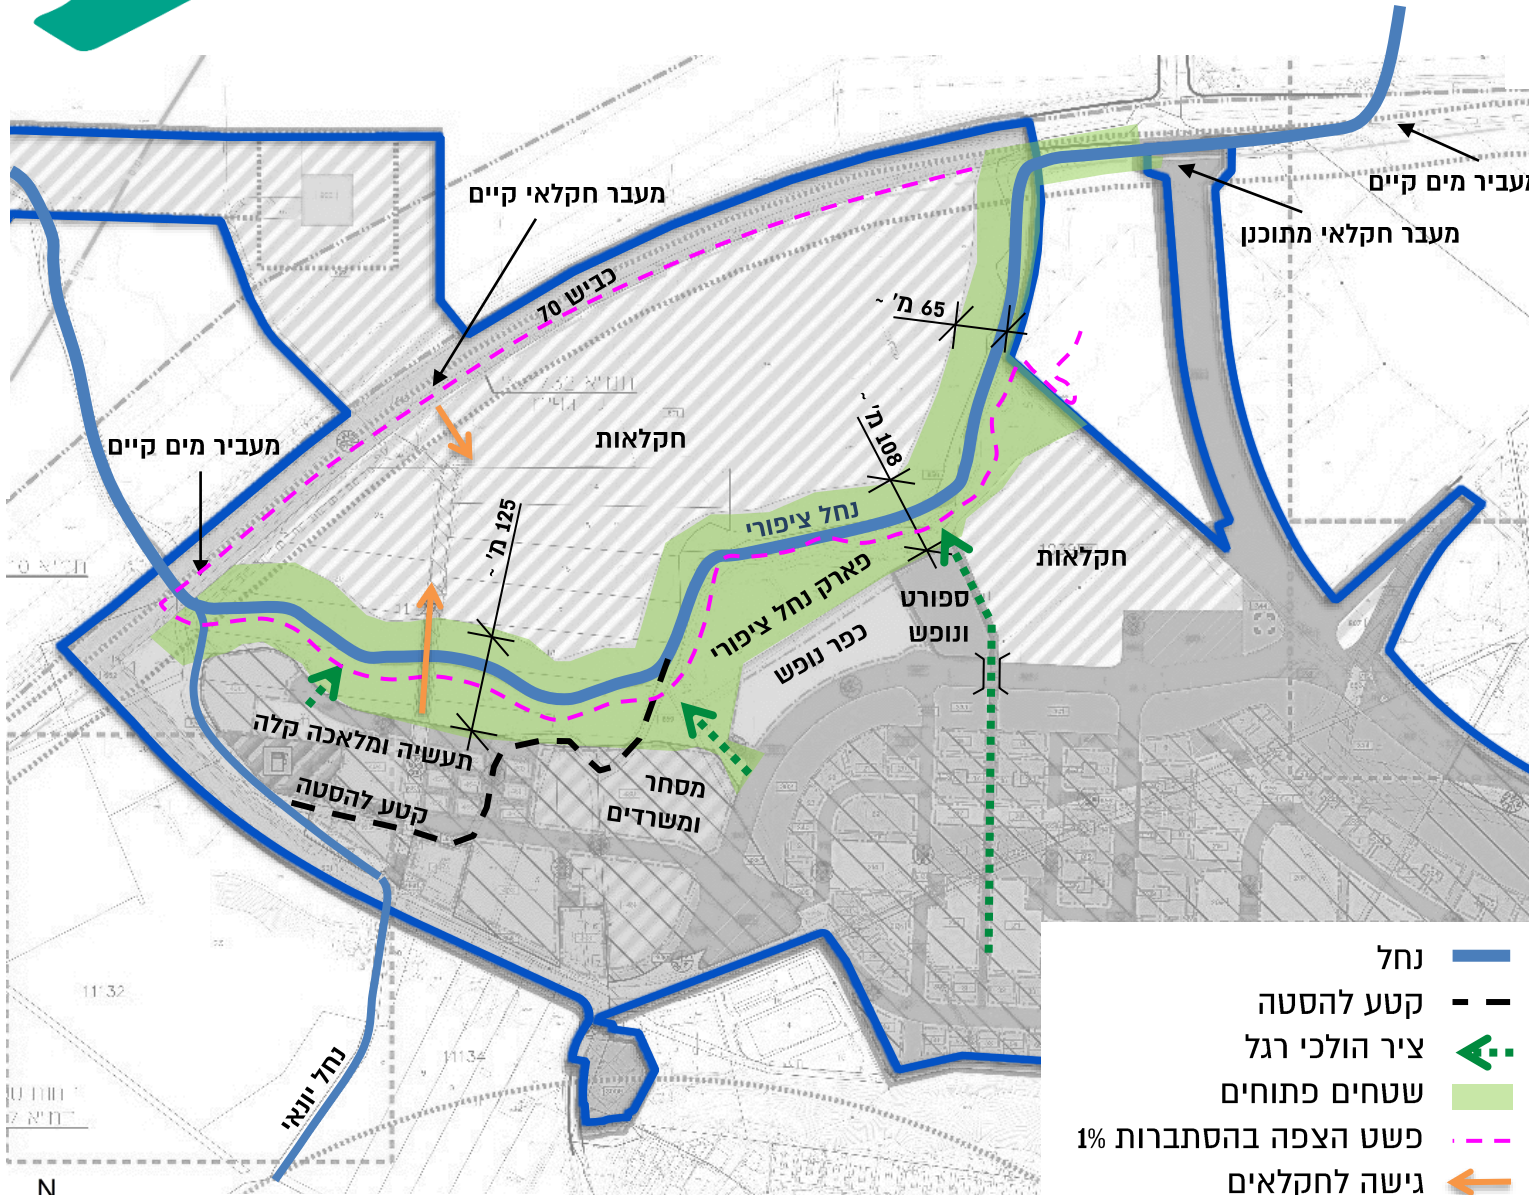 מעביר מים קיים
מעבר חקלאי קיים
מעבר חקלאי מתוכנן
כביש 70
~ 65 מ'
~ 108 מ'
חקלאות
מעביר מים קיים
~ 125 מ'
נחל ציפורי
חקלאות
פארק נחל ציפורי
ספורט
ונופש
כפר נופש
תעשיה ומלאכה קלה
מסחר
ומשרדים
קטע להסטה
נחל יונאי
11132
11134
נחל
קטע להסטה
ציר הולכי רגל
שטחים פתוחים
פשט הצפה בהסתברות 1%
גישה לחקלאים
N